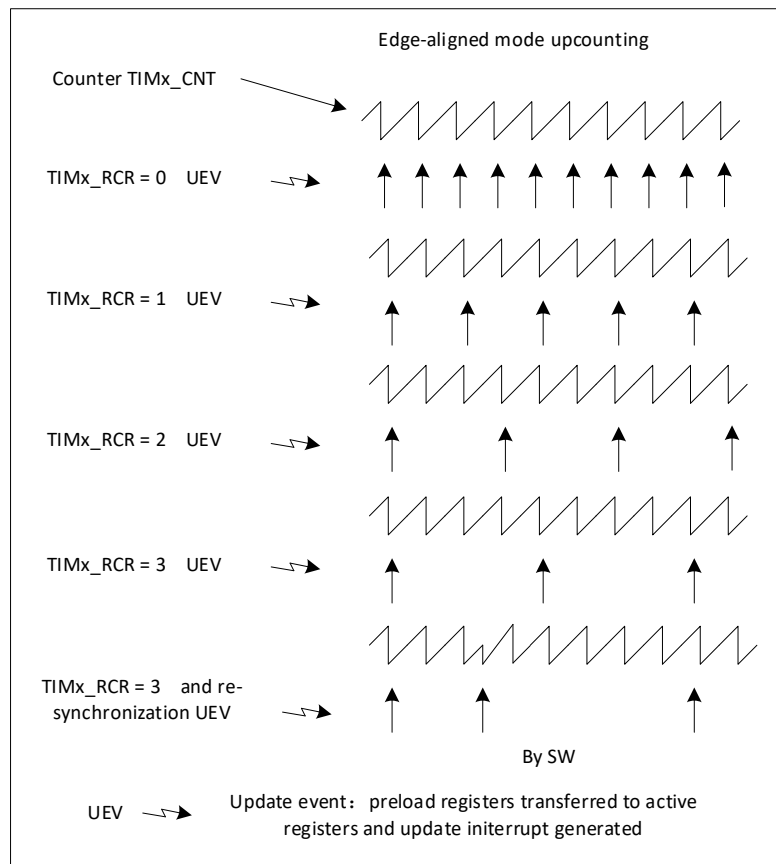 Edge-aligned mode upcounting
Counter TIMx_CNT
TIMx_RCR = 0 UEV
TIMx_RCR = 1 UEV
TIMx_RCR = 2 UEV
TIMx_RCR = 3 UEV
TIMx_RCR = 3 and re-
synchronization UEV
By SW
UEV
Update event：preload registers transferred to active
registers and update initerrupt generated